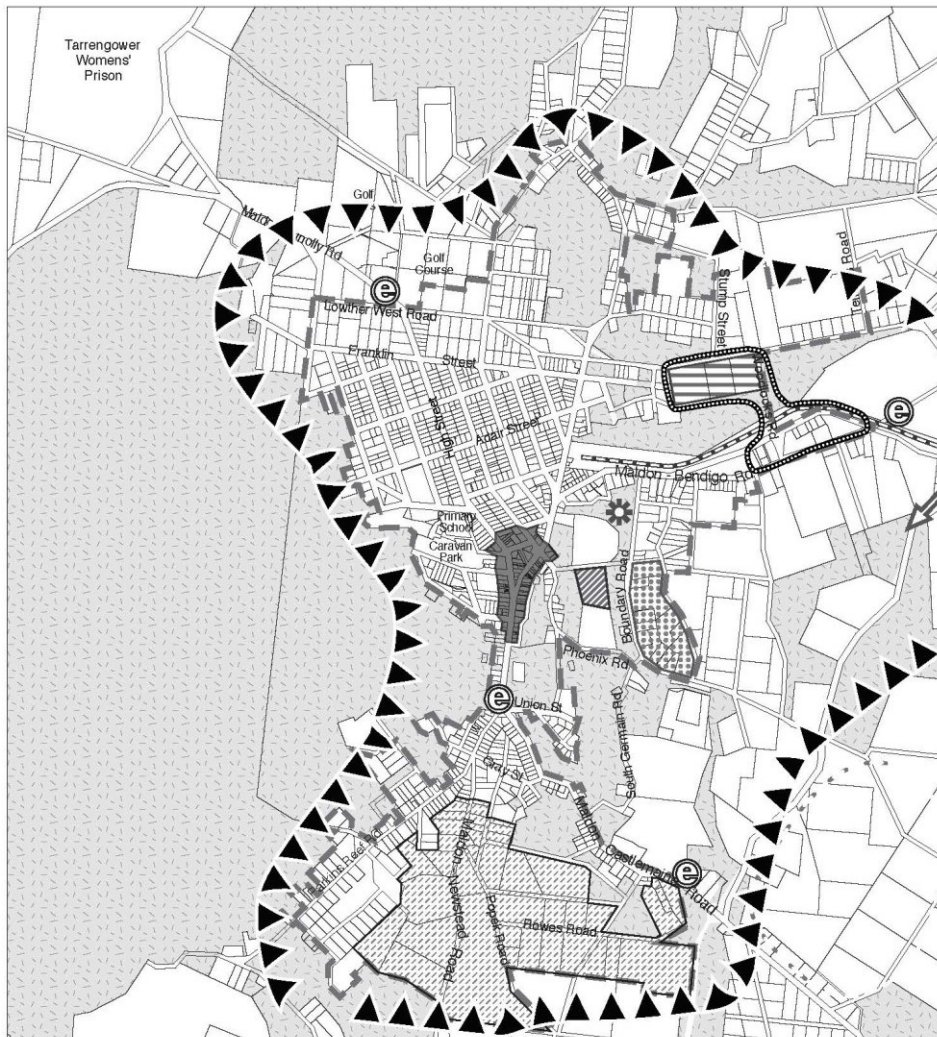 Tarrengower
Womens'
Prison
Golf
Golf
Course
Lowther West Road
Franklin
Street
High Street
Adair Street
Stump Street
Road
Maldon - Bendigo Rd
Primary
School
Caravan
Park
Boundary Road
Phoenix Rd
Union St
South German Rd
Gray St
Maldon
Castlemaine
Road
Parkins Reef Rd
Maldon-Newstead Road
Popek Road
Rowes Road